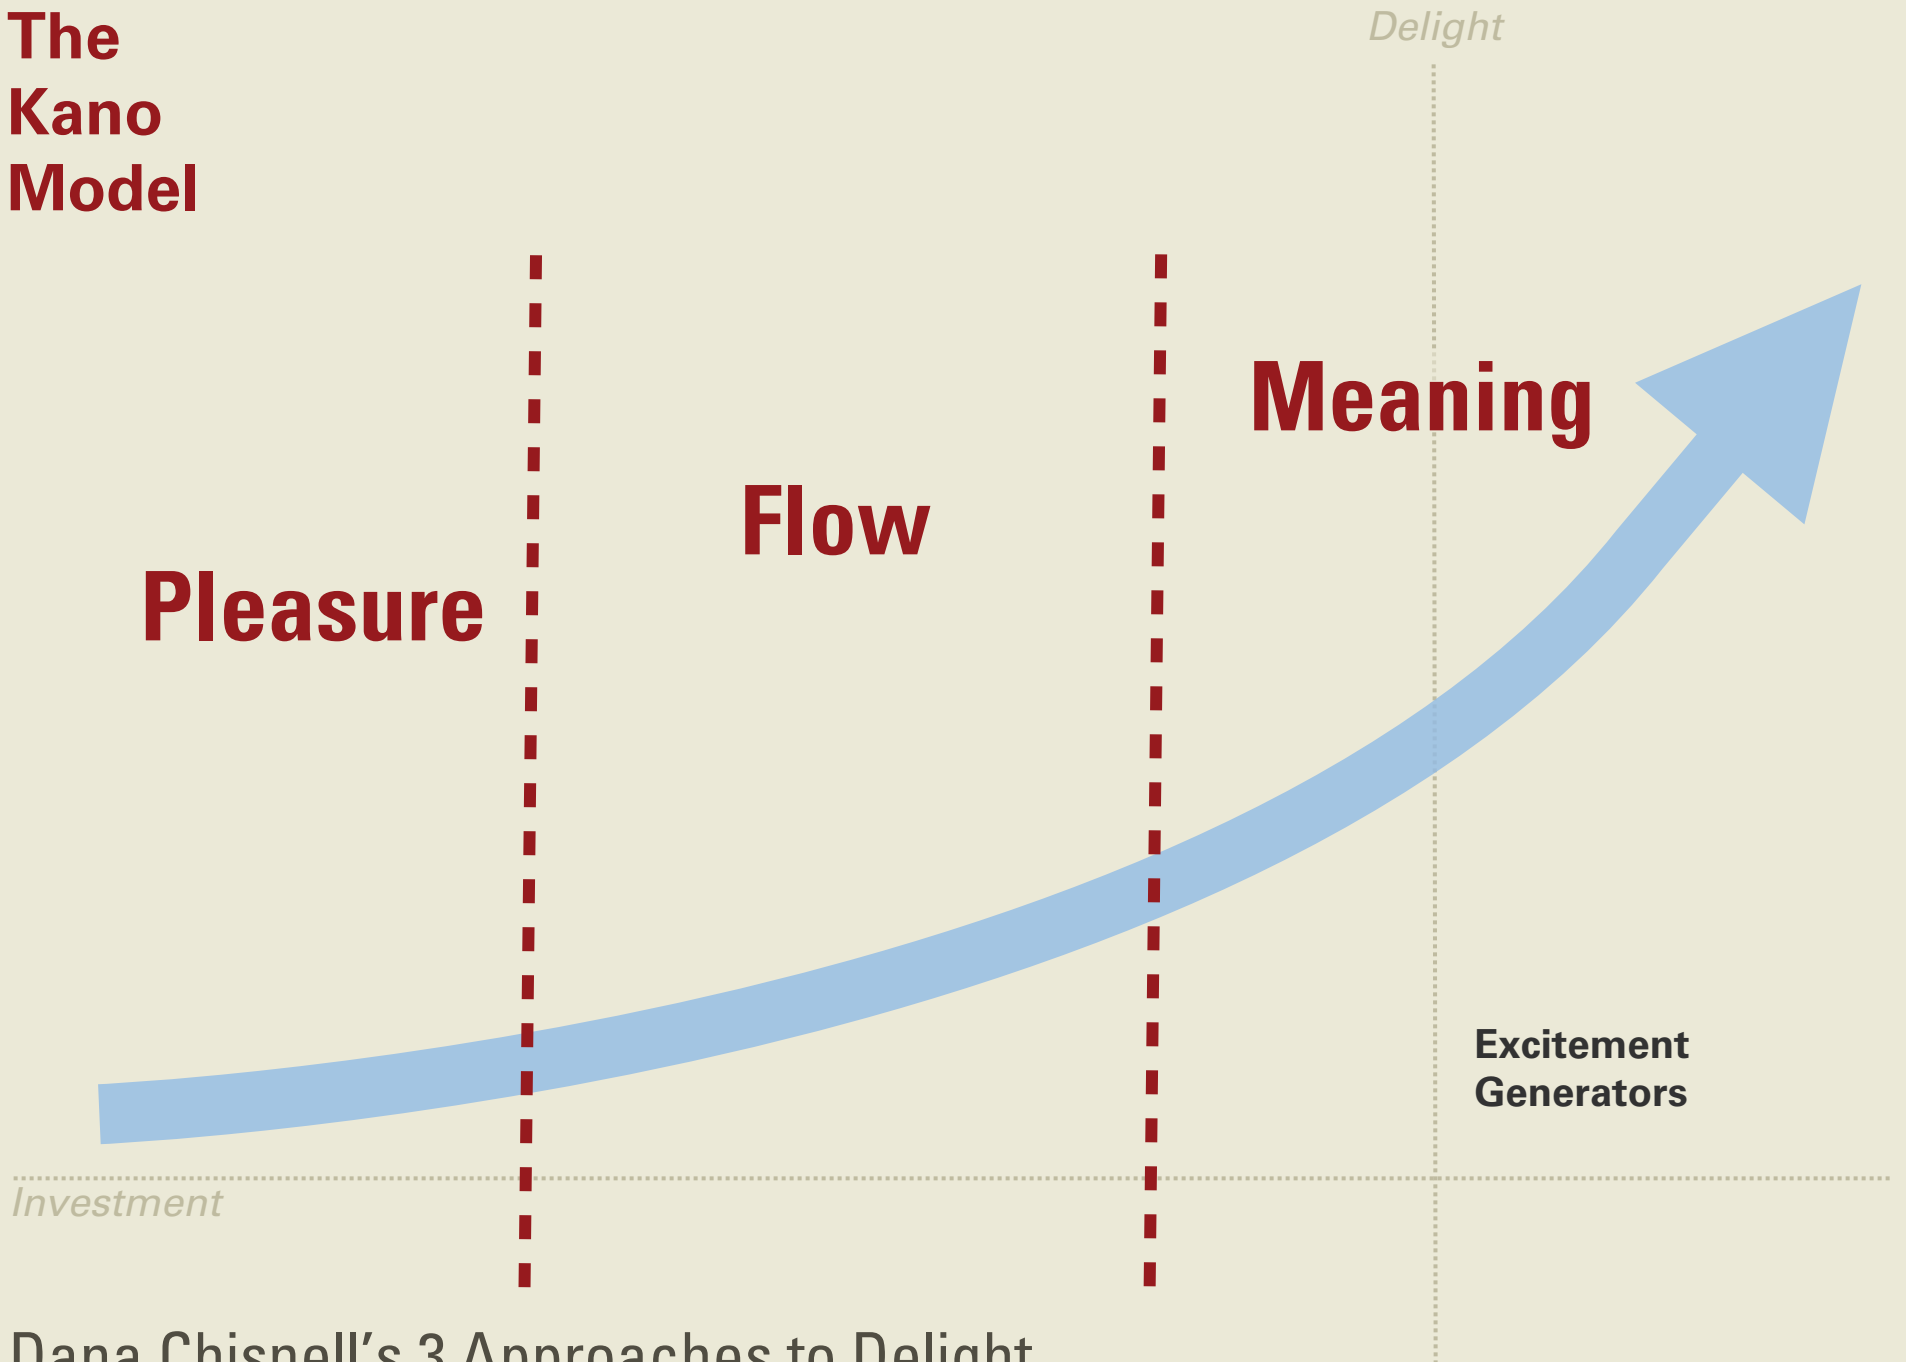 The
Kano
Model
Delight
Meaning
Flow
Pleasure
Excitement
Generators
Investment
Dana Chisnell's 3 Approaches to Delight